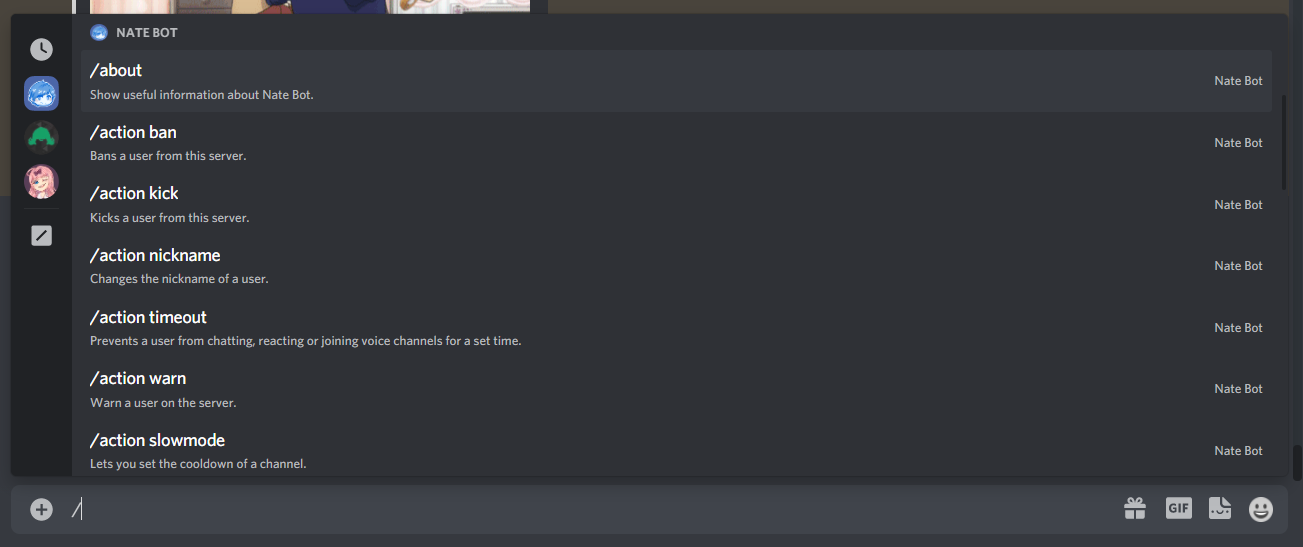 NATE BOT
/about
Nate Bot
Show useful information about Nate Bot.
/action ban
Nate Bot
Bans a user from this server.
/action kick
Nate Bot
Kicks a user from this server.
/action nickname
Nate Bot
Changes the nickname of a user.
/action timeout
Nate Bot
Prevents a user from chatting, reacting or joining voice channels for a set time.
/action warn
Nate Bot
Warn a user on the server.
/action slowmode
Nate Bot
Lets you set the cooldown of a channel.
/
GIF